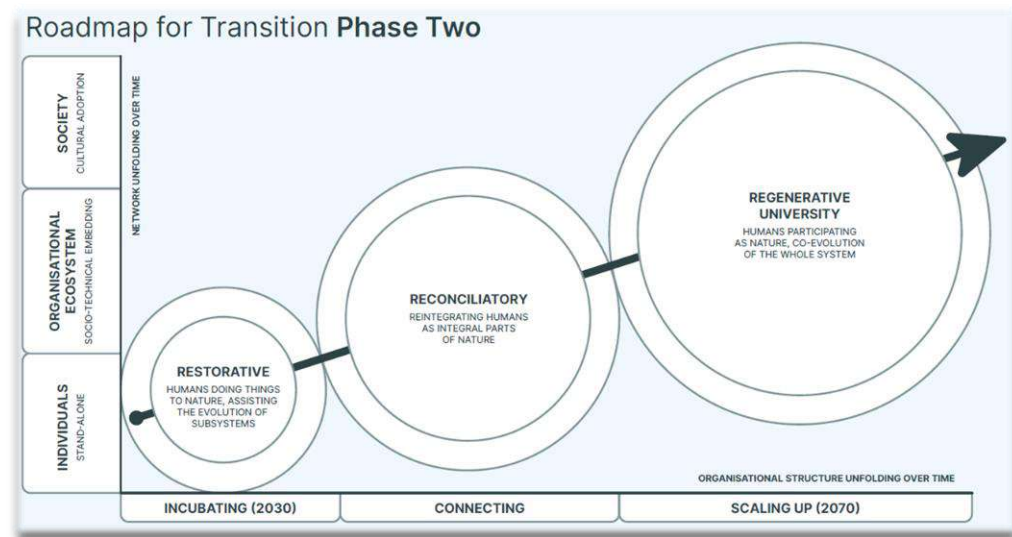 Roadmap for Transition Phase Two
SOCIETY
CULTURAL ADOPTION
ORGANISATIONAL
ECOSYSTEM
SOCIO-TECHNICAL EMBEDDING
INDIVIDUALS
STAND-ALONE
NETWORK UNFOLDING OVER TIME
RESTORATIVE
HUMANS DOING THINGS
TO NATURE, ASSISTING
THE EVOLUTION OF
SUBSYSTEMS
RECONCILIATORY
REINTEGRATING HUMANS
AS INTEGRAL PARTS
OF NATURE
REGENERATIVE
UNIVERSITY
HUMANS PARTICIPATING
AS NATURE, CO-EVOLUTION
OF THE WHOLE SYSTEM
ORGANISATIONAL STRUCTURE UNFOLDING OVER TIME
INCUBATING (2030)
CONNECTING
SCALING UP (2070)